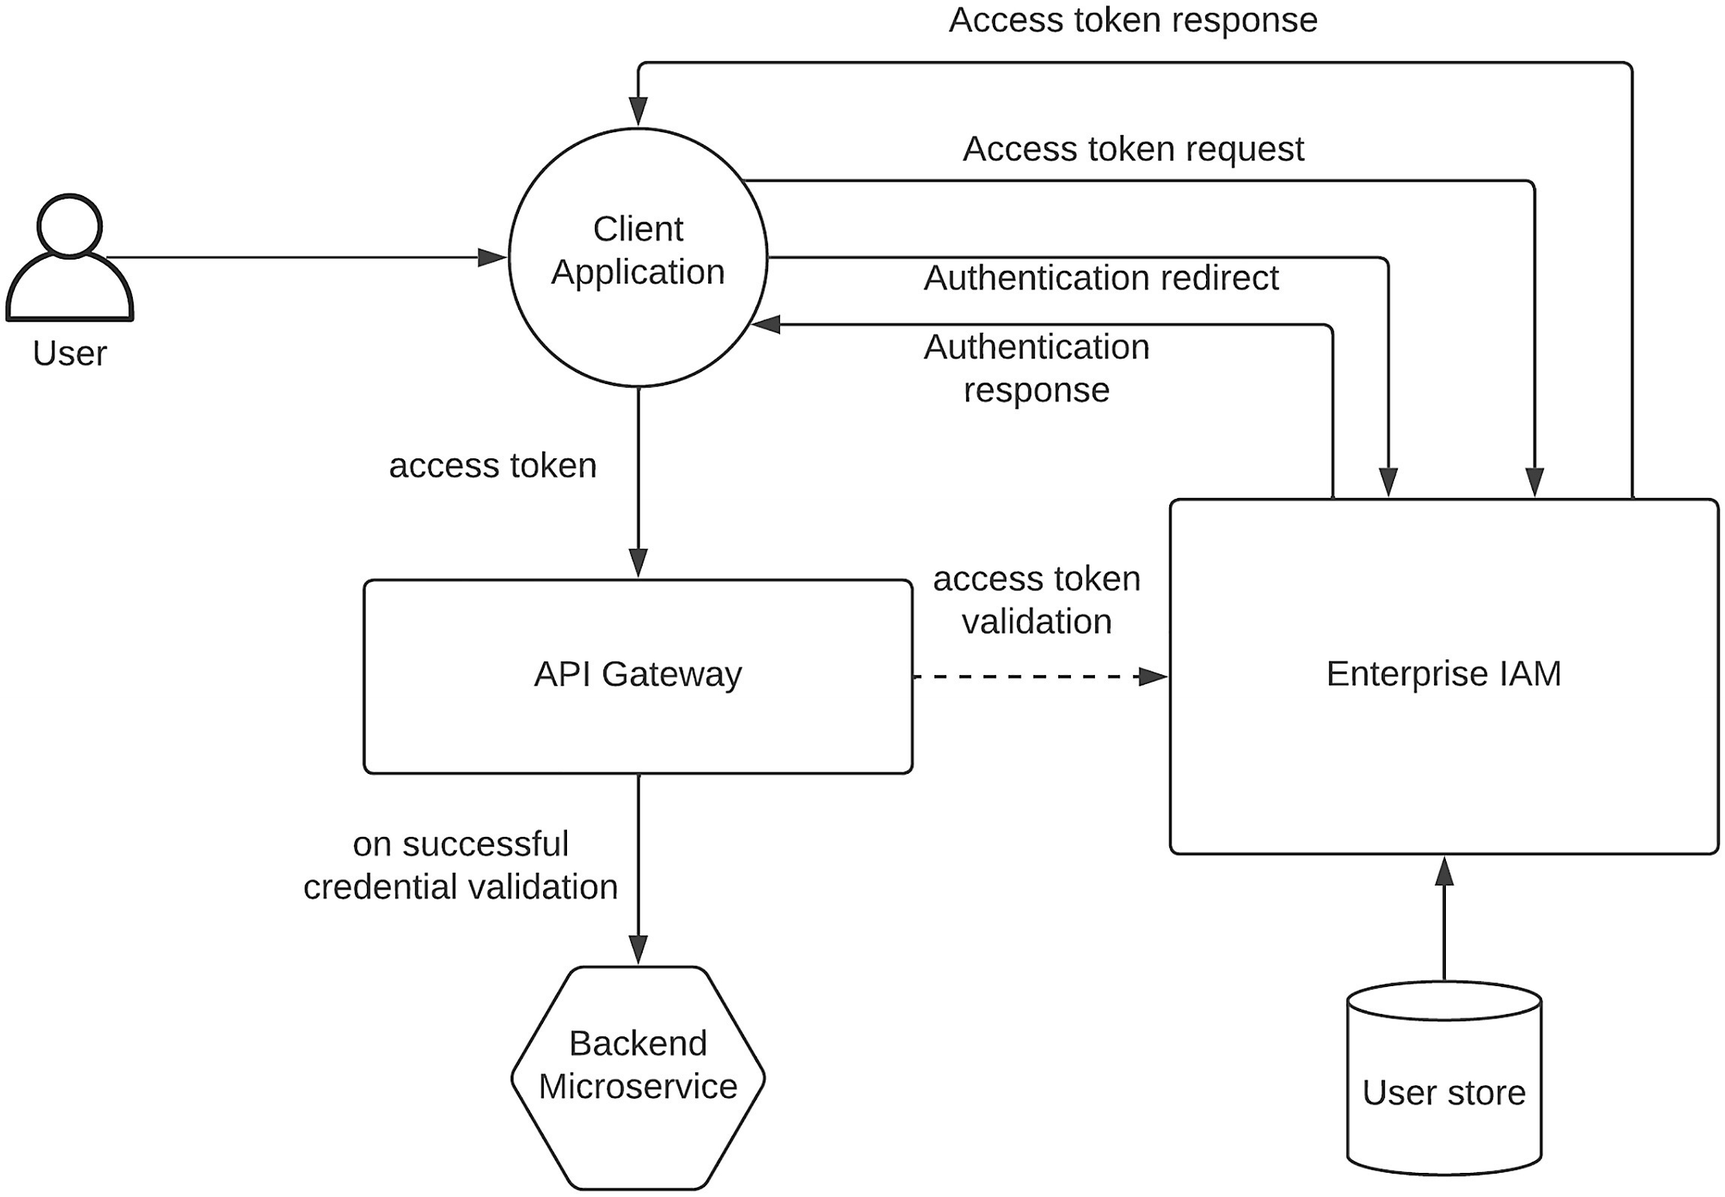 Access token response
Access token request
Client
Application
Authentication redirect
Authentication
response
User
access token
access token
validation
API Gateway
Enterprise IAM
on successful
credential validation
Backend
Microservice
User store